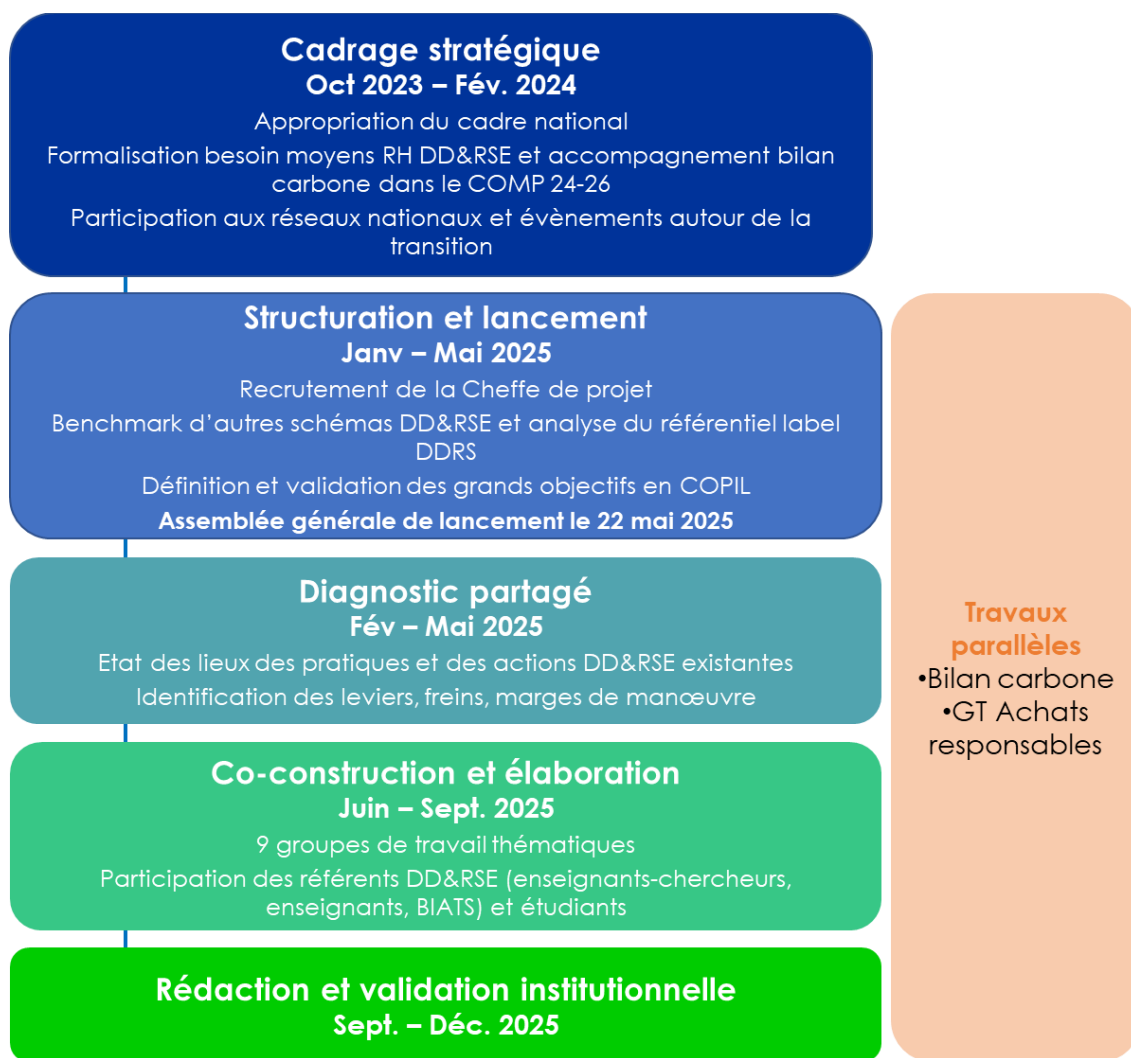 Cadrage stratégique
Oct 2023 – Fév. 2024
Appropriation du cadre national
Formalisation besoin moyens RH DD&RSE et accompagnement bilan
carbone dans le COMP 24-26
Participation aux réseaux nationaux et évènements autour de la
transition
Structuration et lancement
Janv – Mai 2025
Recrutement de la Cheffe de projet
Benchmark d’autres schémas DD&RSE et analyse du référentiel label
DDRS
Définition et validation des grands objectifs en COPIL
Assemblée générale de lancement le 22 mai 2025
Diagnostic partagé
Fév – Mai 2025
Etat des lieux des pratiques et des actions DD&RSE existantes
Identification des leviers, freins, marges de manœuvre
Co-construction et élaboration
Juin – Sept. 2025
9 groupes de travail thématiques
Participation des référents DD&RSE (enseignants-chercheurs,
enseignants, BIATS) et étudiants
Rédaction et validation institutionnelle
Sept. – Déc. 2025
Travaux
parallèles
•Bilan carbone
•GT Achats
responsables